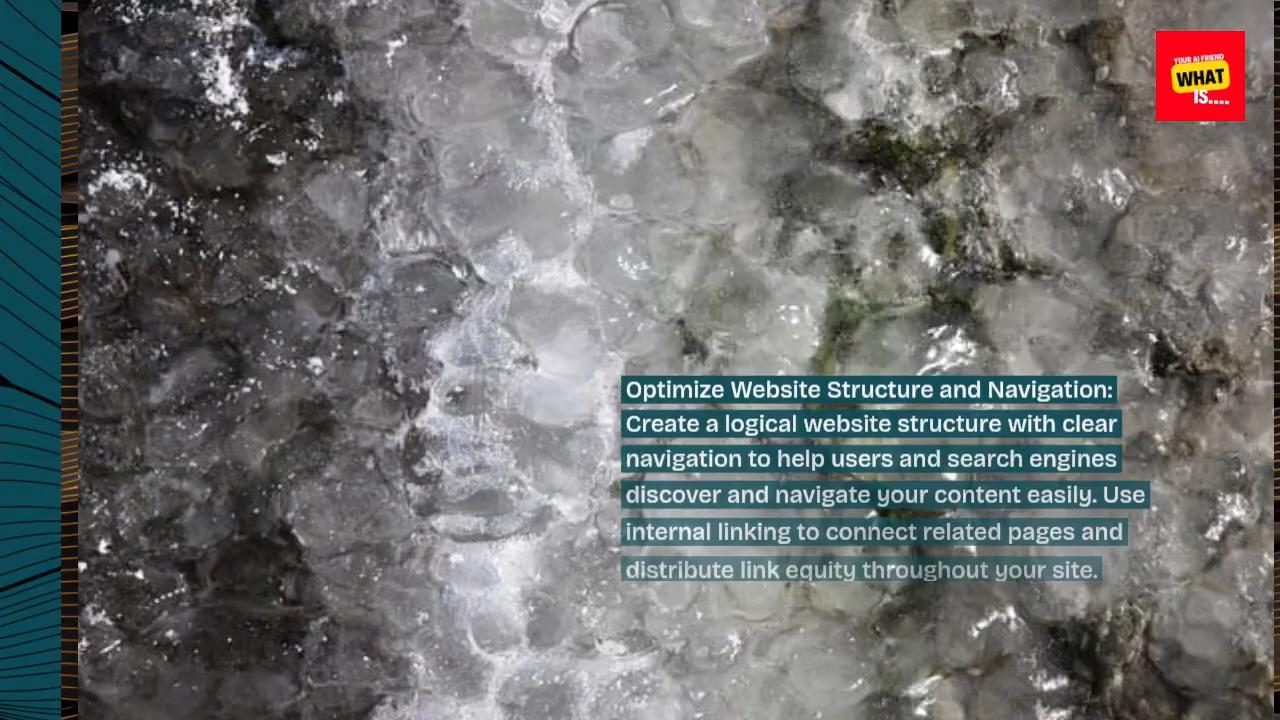 YOUR AI FRIEND
WHAT
IS....
Optimize Website Structure and Navigation:
Create a logical website structure with clear
navigation to help users and search engines
discover and navigate your content easily. Use
internal linking to connect related pages and
distribute link equity throughout your site.